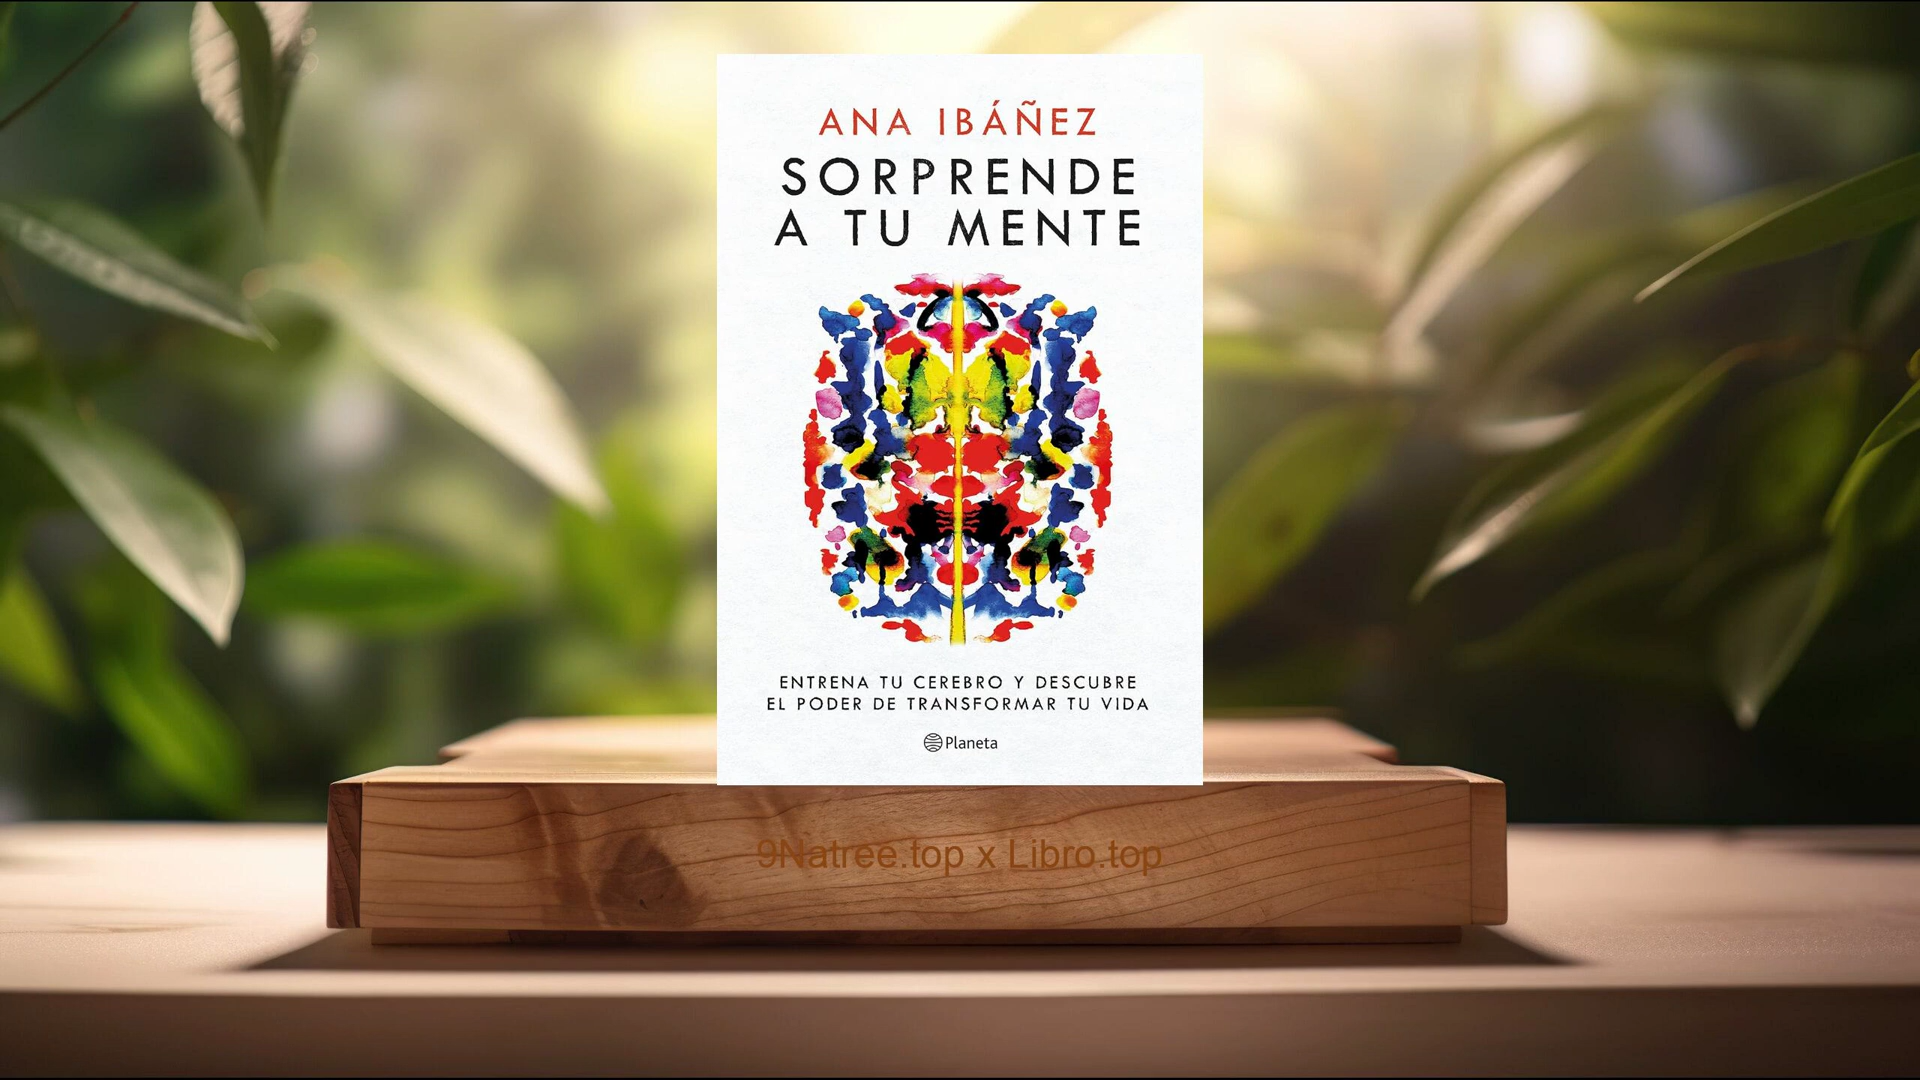 ANA IBÁÑEZ
SORPRENDE
A TU MENTE
ENTRENA TU CEREBRO Y DESCUBRE
EL PODER DE TRANSFORMAR TU VIDA
Planeta
9Natree.top x Libro.top